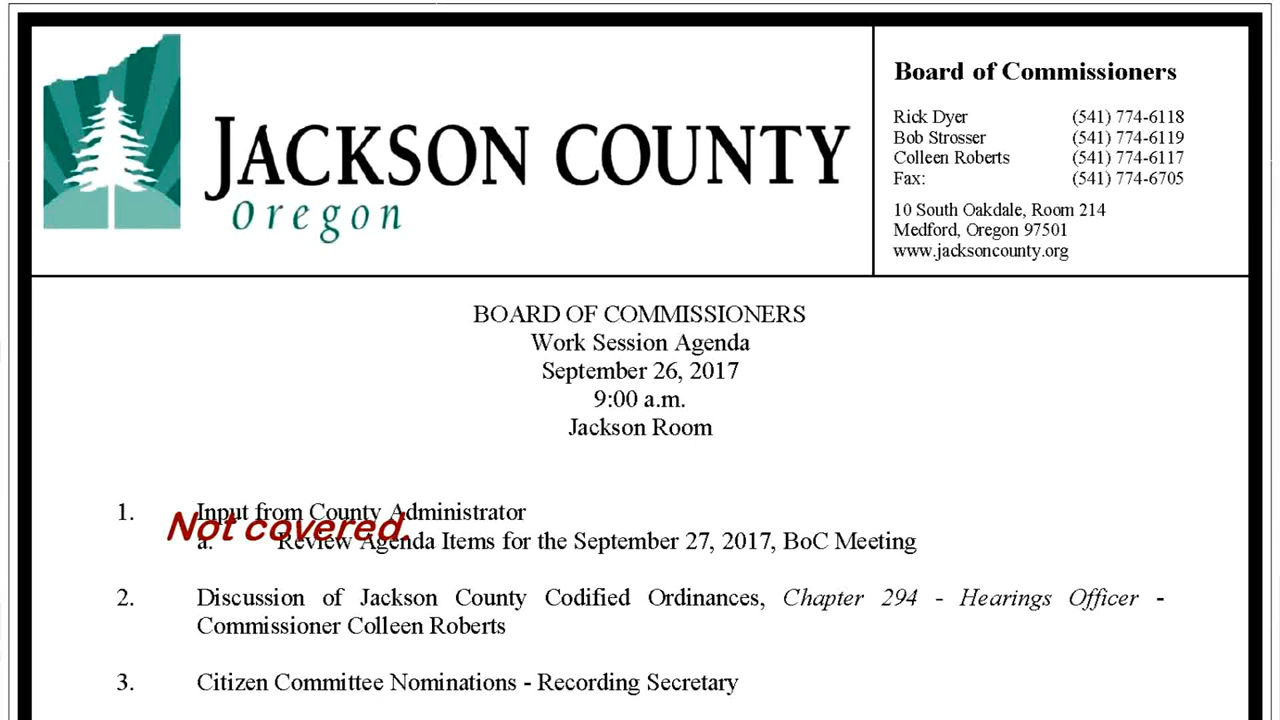 JACKSON COUNTY
Oregon
Board of Commissioners
Rick Dyer (541) 774-6118
Bob Strosser (541) 774-6119
Colleen Roberts (541) 774-6117
Fax: (541) 774-6705
10 South Oakdale, Room 214
Medford, Oregon 97501
www.jacksoncounty.org
BOARD OF COMMISSIONERS
Work Session Agenda
September 26, 2017
9:00 a.m.
Jackson Room
1. Input from County Administrator
Not covered.
a. Review Agenda Items for the September 27, 2017, BoC Meeting
2. Discussion of Jackson County Codified Ordinances, Chapter 294 - Hearings Officer -
Commissioner Colleen Roberts
3. Citizen Committee Nominations - Recording Secretary